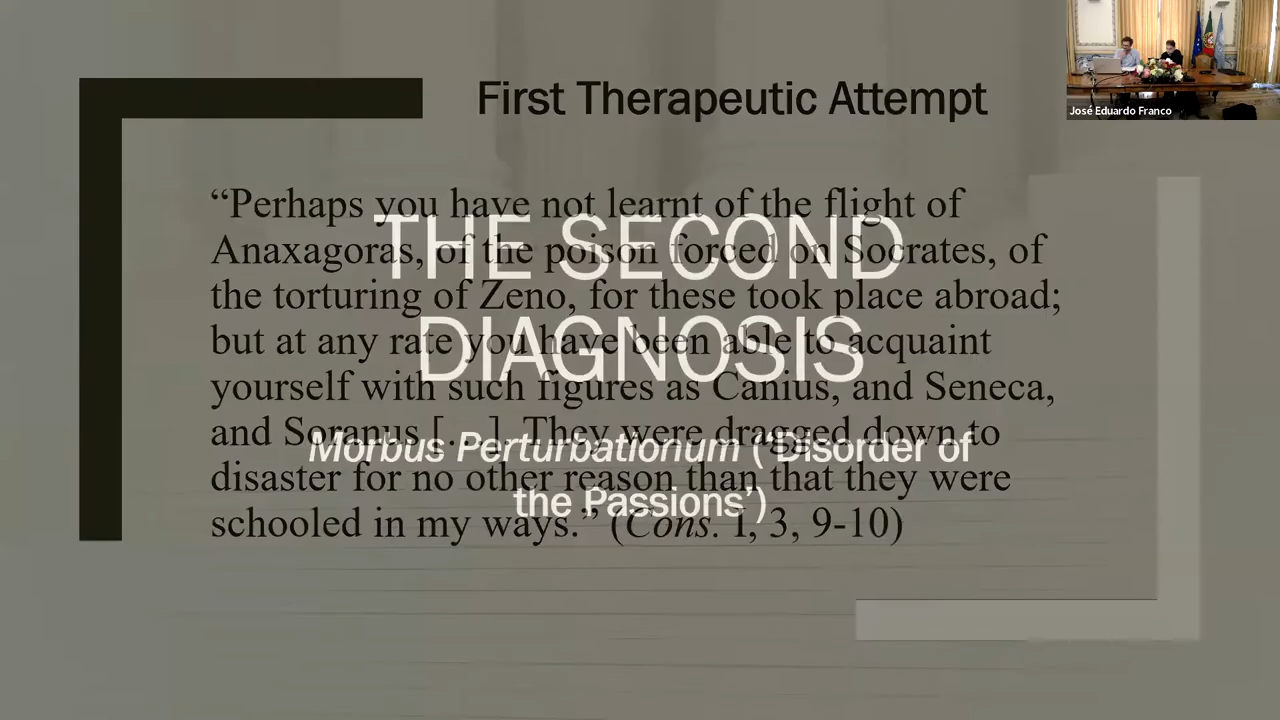 First Therapeutic Attempt
José Eduardo Franco
“Perhaps you have not learnt of the flight of
Anaxagoras, of the poison forced on Socrates, of
the torturing of Zeno, for these took place abroad;
but at any rate you have been able to acquaint
yourself with such figures as Canius, and Seneca,
and Soranus [...]. They were dragged down to
disaster for no other reason than that they were
schooled in my ways.” (Cons. I, 3, 9-10)
THE SECOND
DIAGNOSIS
Morbus Perturbationum (“Disorder of
the Passions’)